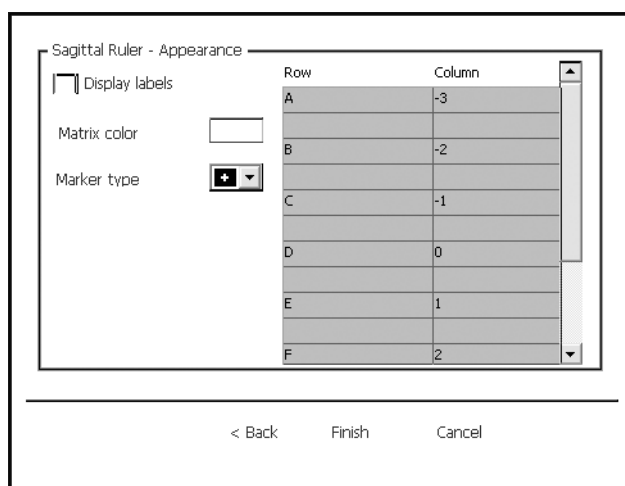 Sagittal Ruler - Appearance
Display labels
Matrix color
Marker type
+
Row Column
A -3
B -2
C -1
D 0
E 1
F 2
< Back Finish Cancel